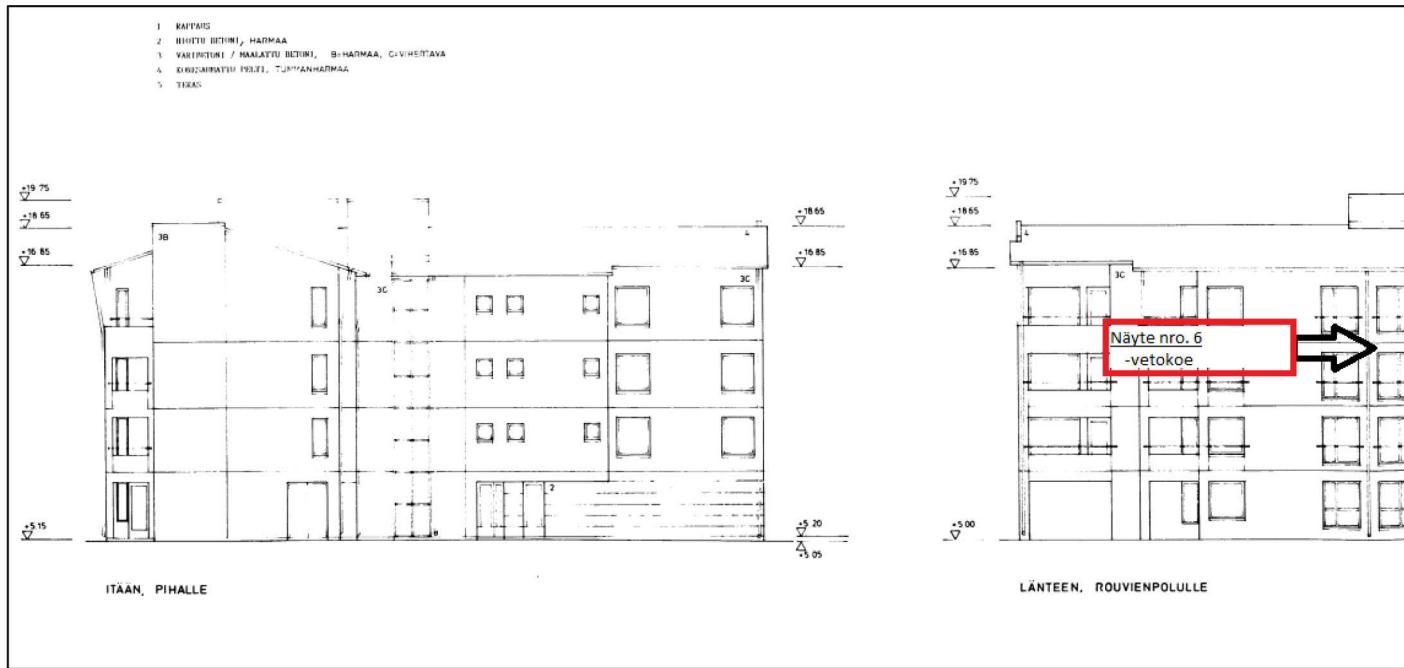 1 RAPPAUS
2 HIOTTU BETONI, HARMAA
3 VÄRIBETONI / MAALATTU BETONI, B=HARMAA, C=VIHERTÄVÄ
4 KONESAUMATTU PELTI, TUMMANHARMAA
5 TEKAS
+19 75
+18 65
+16 85
3B
3C
4
3C
2
B
+5.15
+18.65
+16.85
+5 20
+5.05
ITÄÄN, PIHALLE
+19 75
+18 65
+16 85
4
3C
Näyte nro. 6
-vetokoe
+5 00
LÄNTEEN, ROUVIENPOLULLE